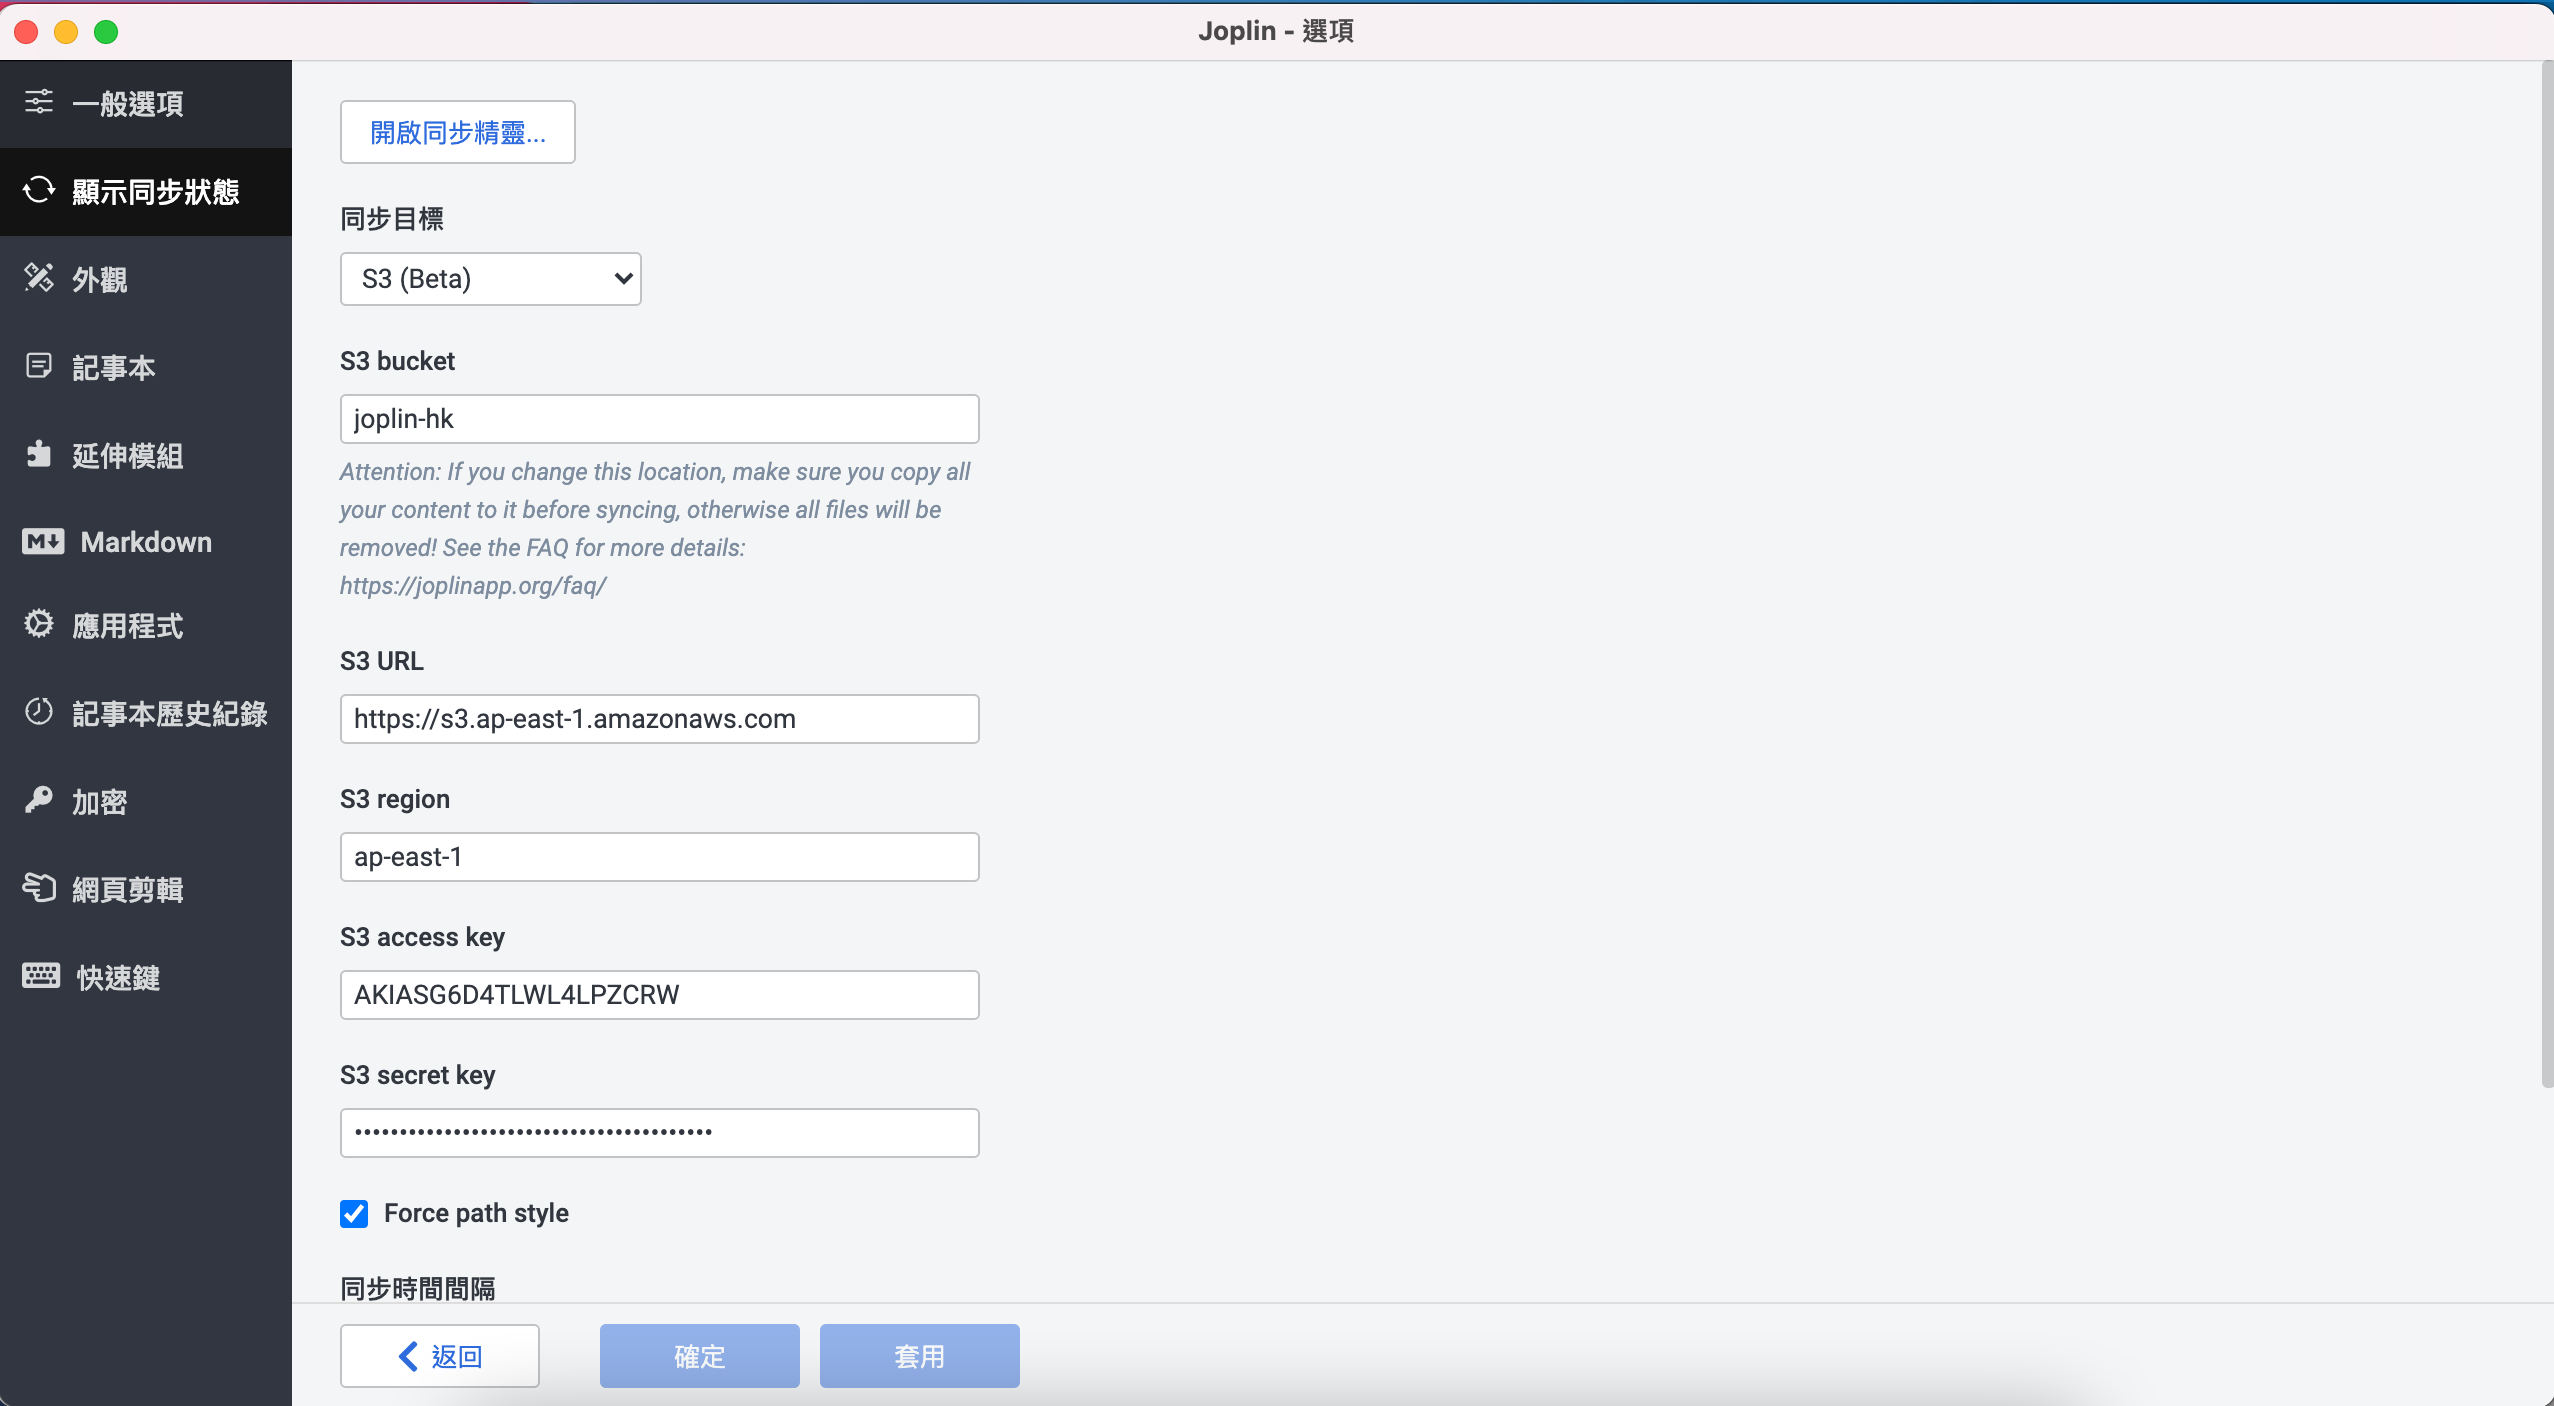 Joplin - 選項
一般選項
顯示同步狀態
外觀
記事本
延伸模組
Markdown
應用程式
記事本歷史紀錄
加密
網頁剪輯
快速鍵
開啟同步精靈...
同步目標
S3 (Beta)
S3 bucket
joplin-hk
Attention: If you change this location, make sure you copy all
your content to it before syncing, otherwise all files will be
removed! See the FAQ for more details:
https://joplinapp.org/faq/
S3 URL
https://s3.ap-east-1.amazonaws.com
S3 region
ap-east-1
S3 access key
AKIASG6D4TLWL4LPZCRW
S3 secret key
••••••••••••••••••••••••••••••••••••••••
Force path style
同步時間間隔
返回
確定
套用